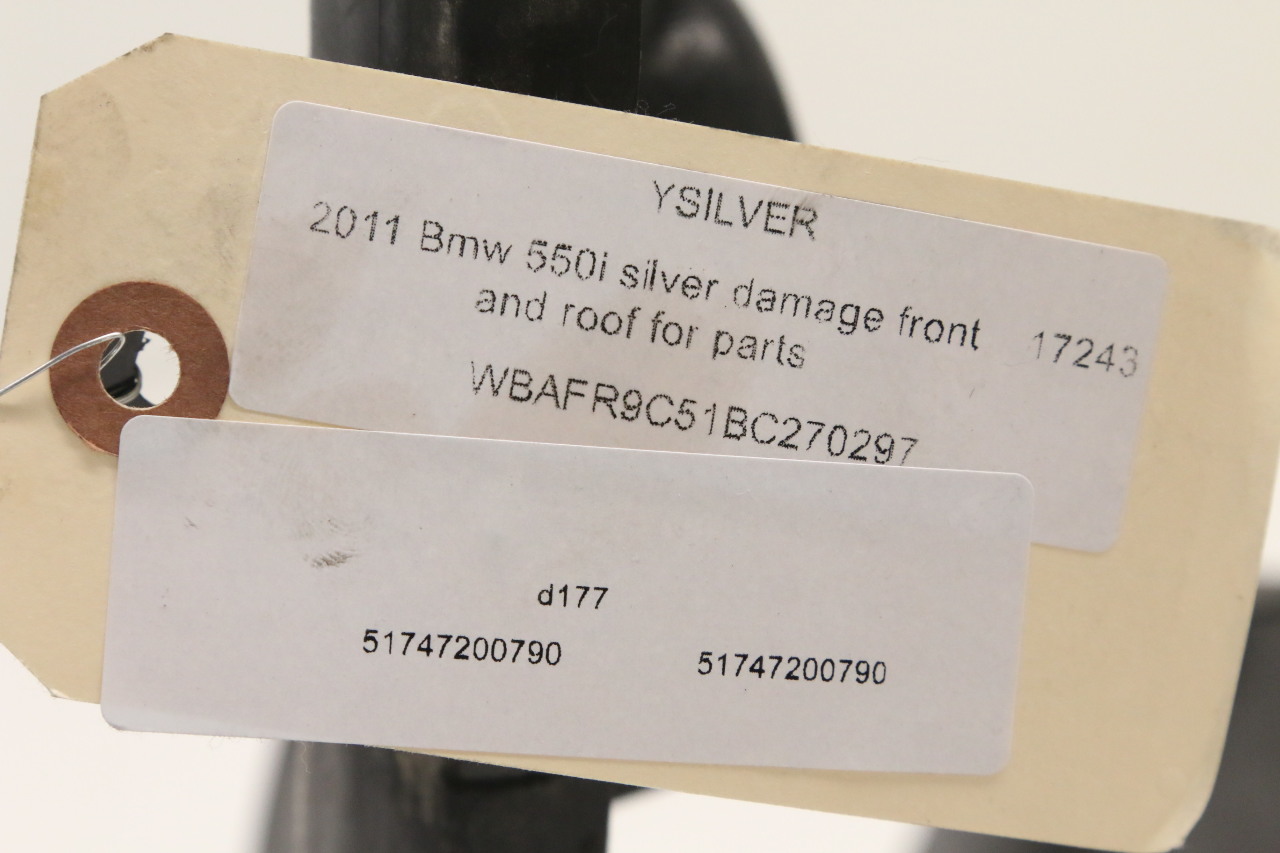 YSILVER
2011 Bmw 550i silver damage front 17243
and roof for parts
WBAFR9C51BC270297
d177
51747200790 51747200790